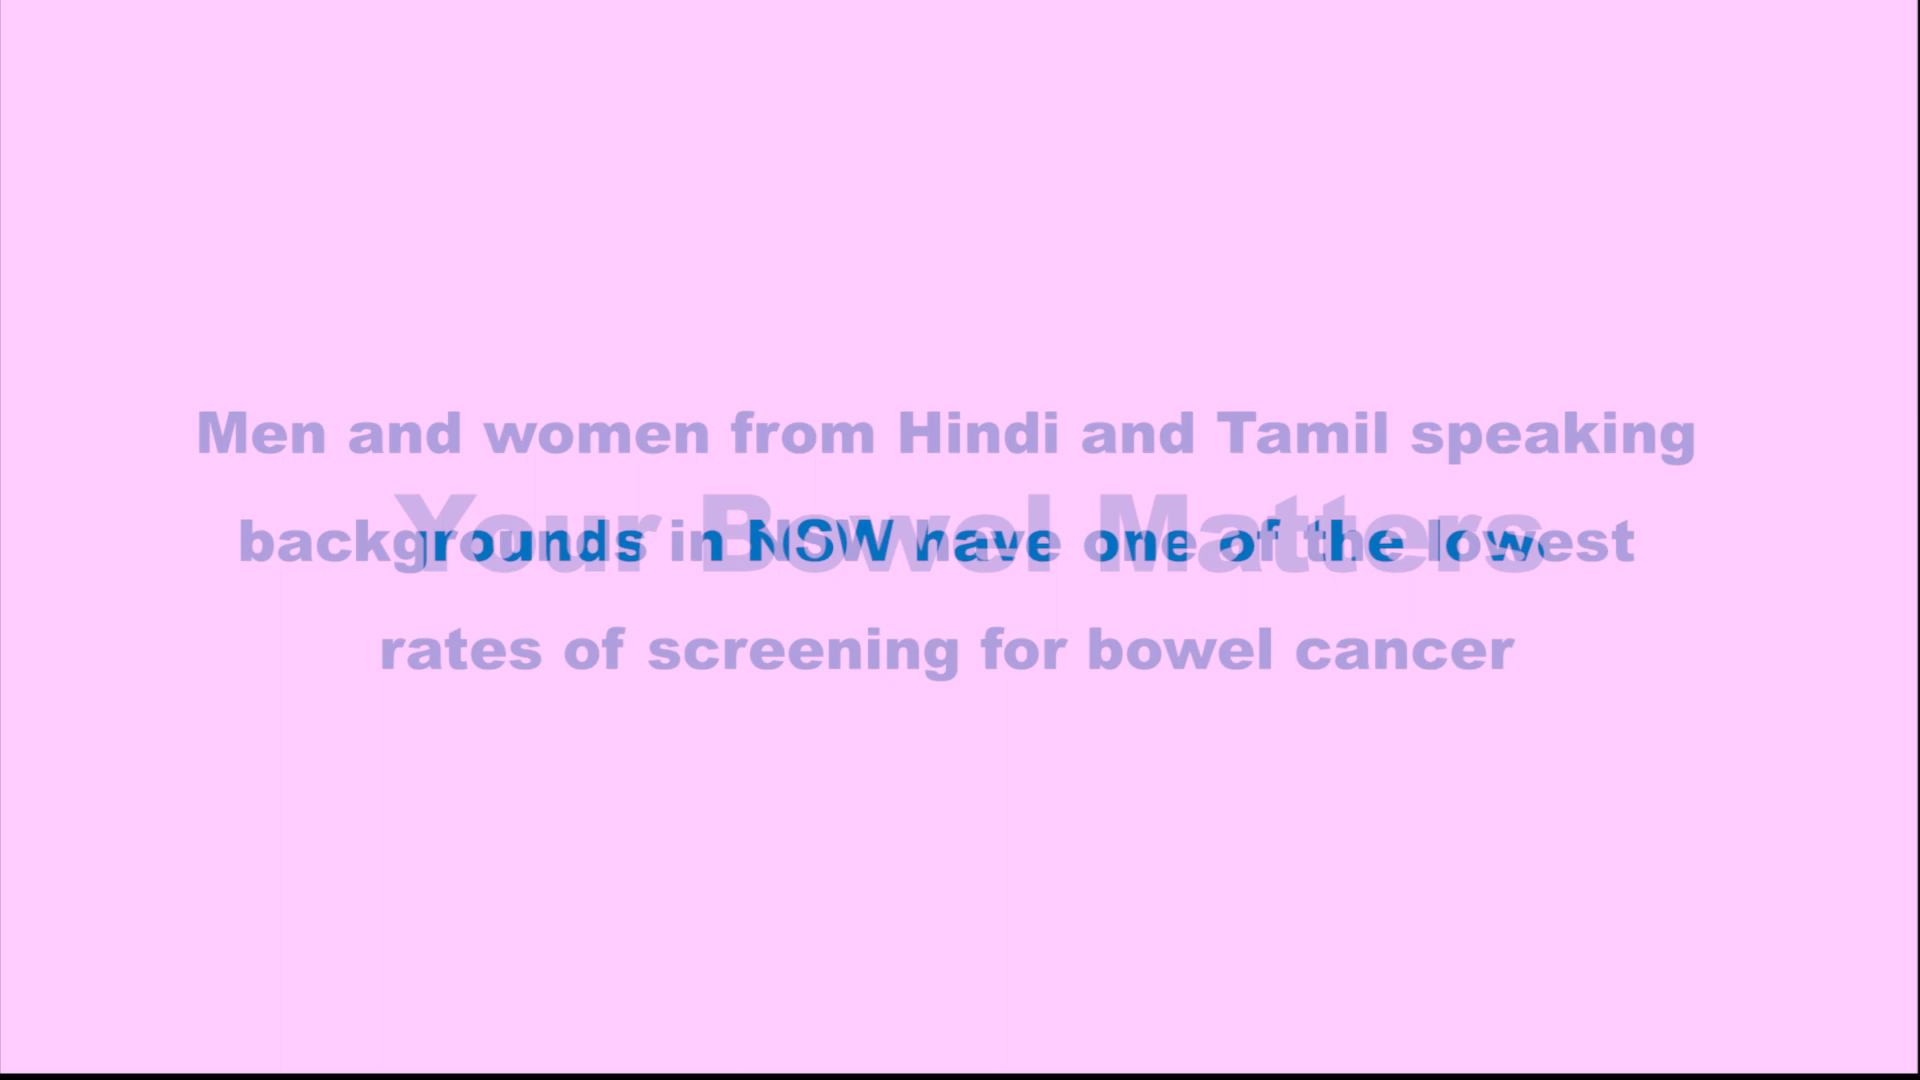 Men and women from Hindi and Tamil speaking
Your Bowel Matters
backgrounds in NSW have one of the lowest
rates of screening for bowel cancer